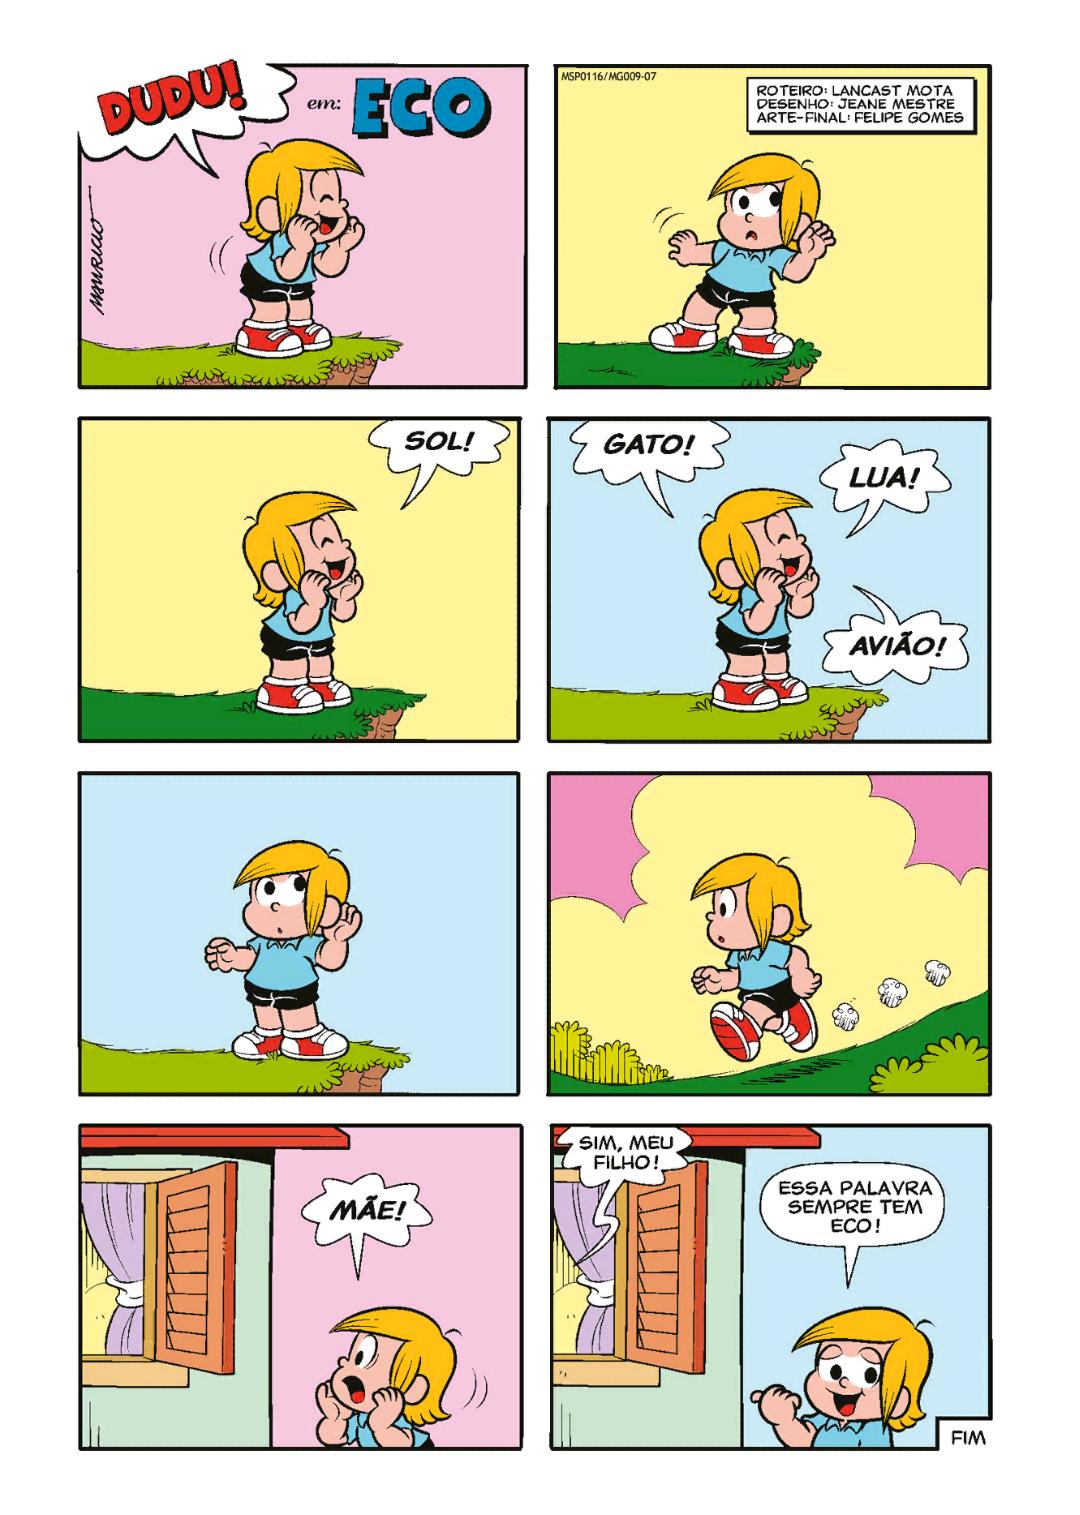 DUDU!
em: ECO
MAURICIO
MSP0116/MG009-07
ROTEIRO: LANCAST MOTA
DESENHO: JEANE MESTRE
ARTE-FINAL: FELIPE GOMES
SOL!
GATO!
LUA!
AVIÃO!
MÃE!
SIM, MEU
FILHO!
ESSA PALAVRA
SEMPRE TEM
ECO!
FIM